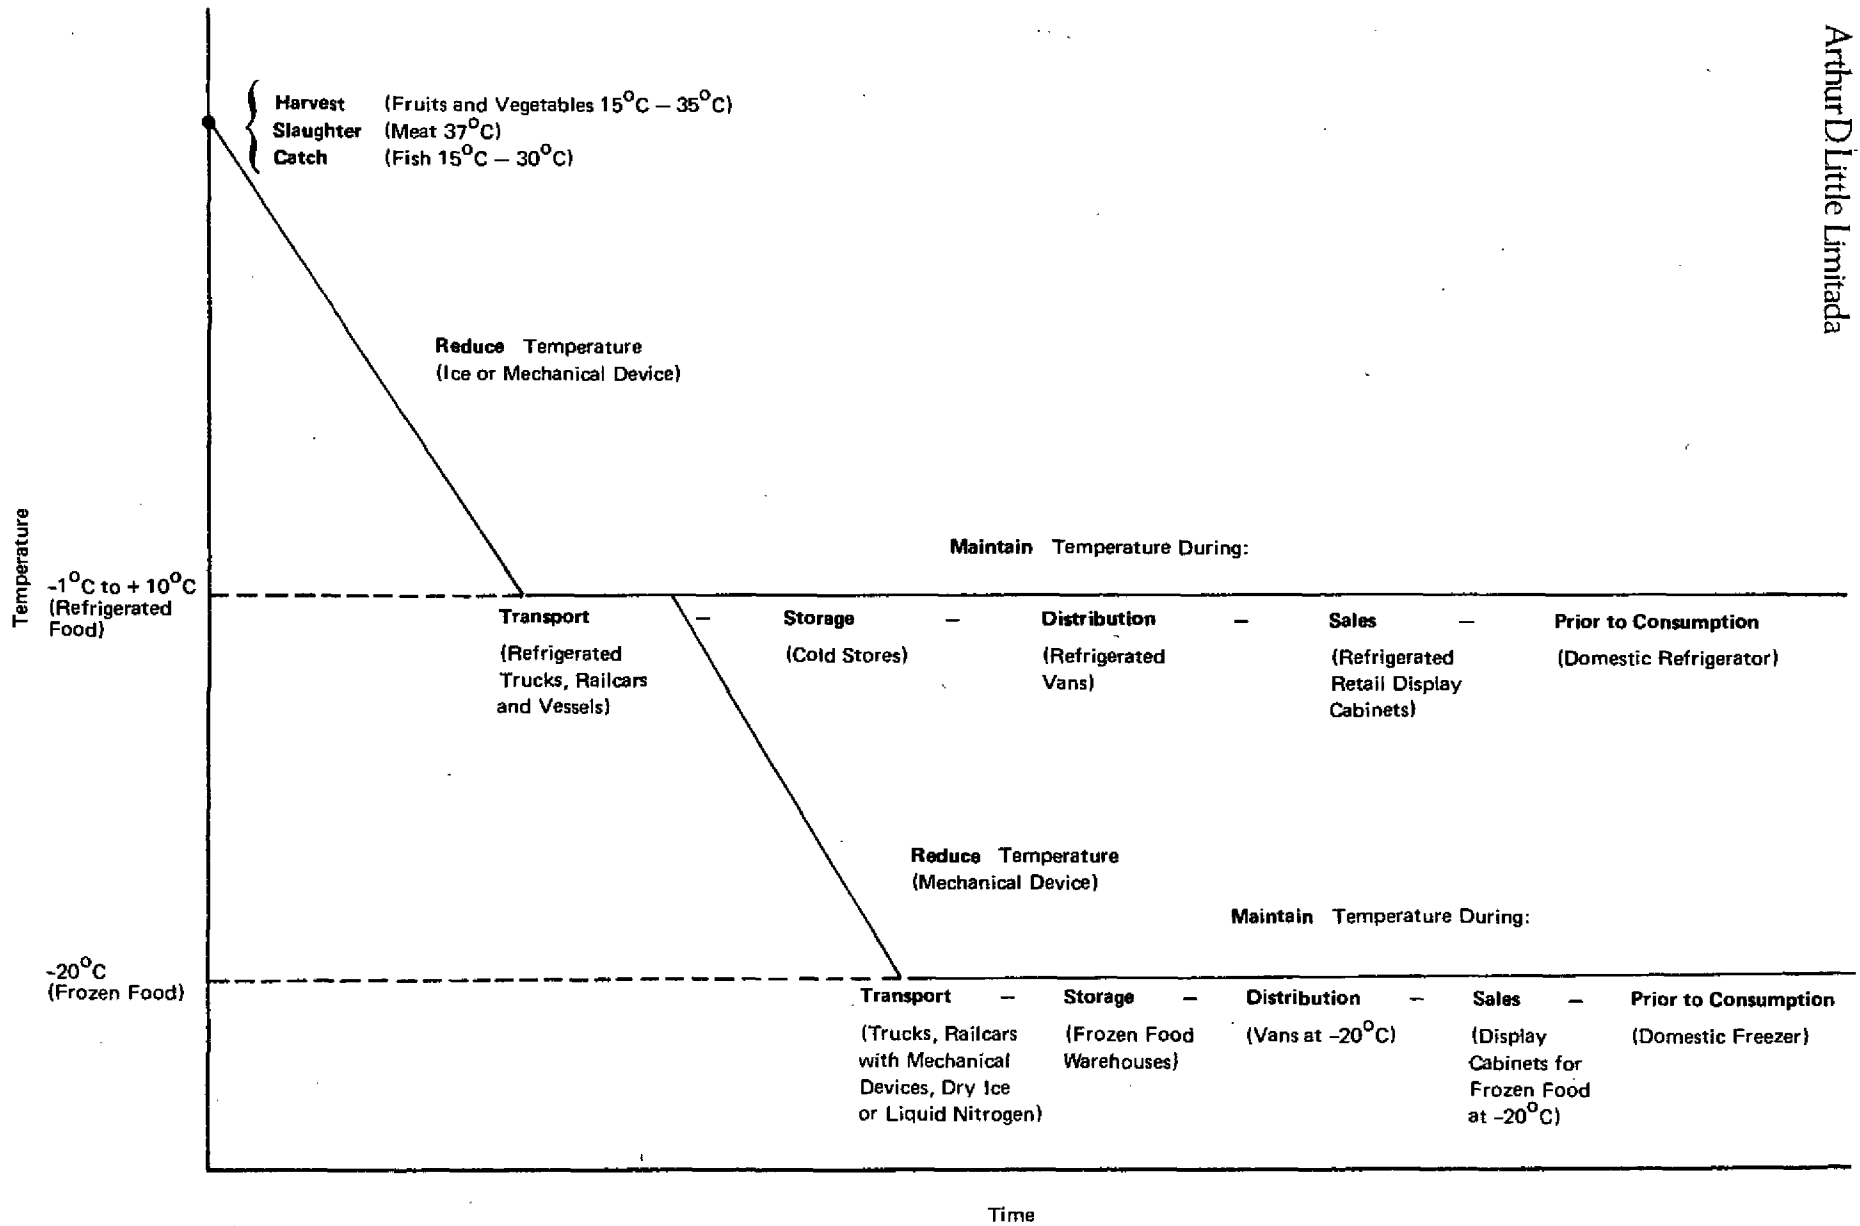 Arthur D Little Limitada
Harvest (Fruits and Vegetables 15°C – 35°C)
Slaughter (Meat 37°C)
Catch (Fish 15°C – 30°C)
Reduce Temperature
(Ice or Mechanical Device)
Temperature
Maintain Temperature During:
-1°C to + 10°C
(Refrigerated
Food)
Transport – Storage – Distribution – Sales – Prior to Consumption
(Refrigerated
Trucks, Railcars
and Vessels)
(Cold Stores)
(Refrigerated
Vans)
(Refrigerated
Retail Display
Cabinets)
(Domestic Refrigerator)
Reduce Temperature
(Mechanical Device)
Maintain Temperature During:
-20°C
(Frozen Food)
Transport – Storage – Distribution – Sales – Prior to Consumption
(Trucks, Railcars
with Mechanical
Devices, Dry Ice
or Liquid Nitrogen)
(Frozen Food
Warehouses)
(Vans at -20°C)
(Display
Cabinets for
Frozen Food
at -20°C)
(Domestic Freezer)
Time